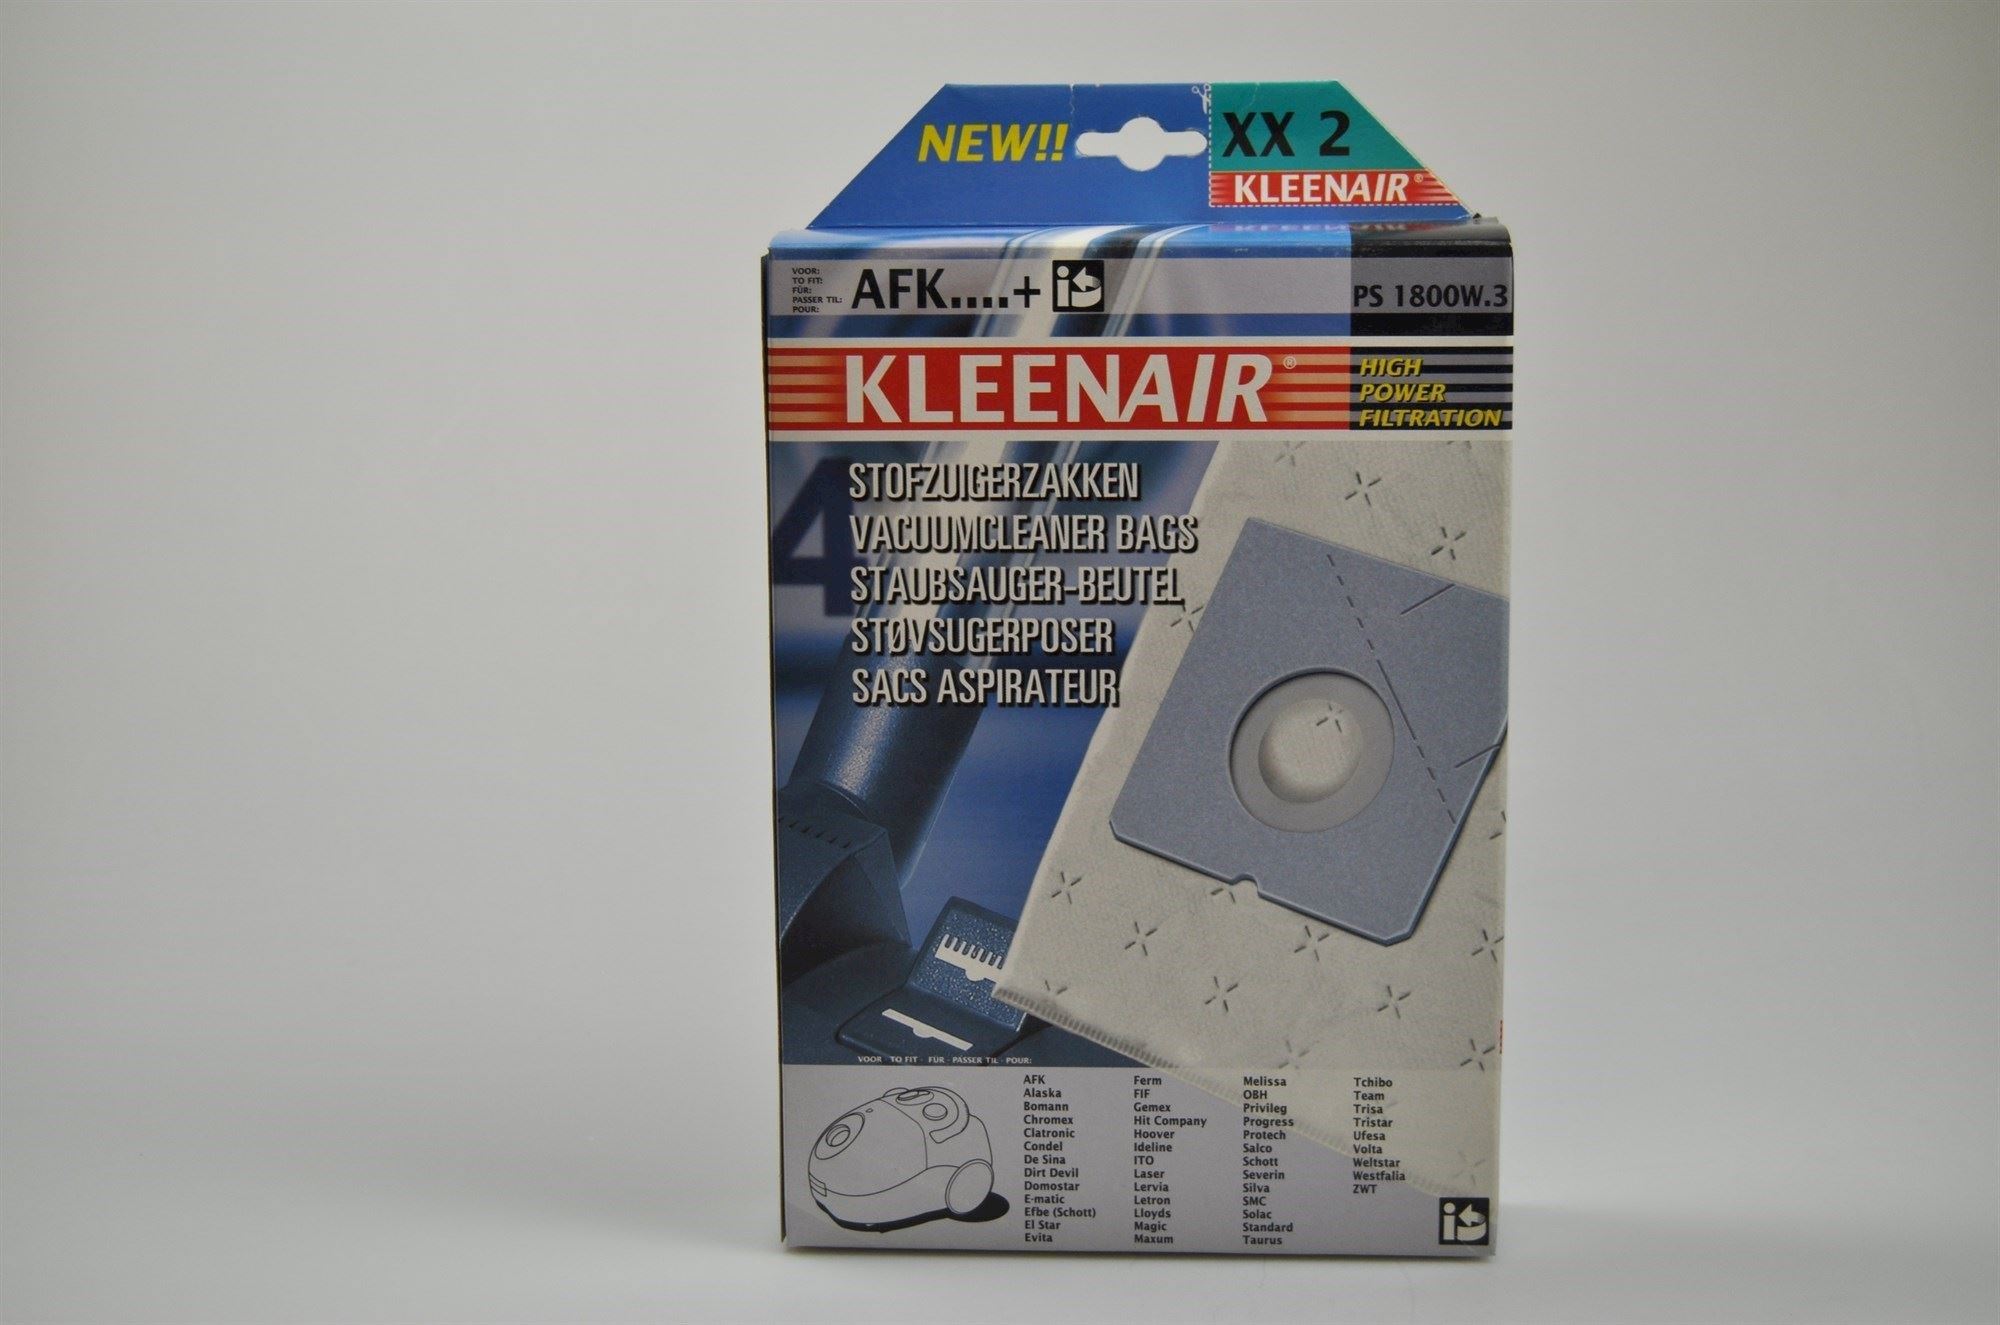 NEW!!
XX 2
KLEENAIR®
VOOR:
TO FIT:
FÜR:
PASSER TIL:
POUR:
AFK....+
PS 1800W.3
KLEENAIR®
HIGH
POWER
FILTRATION
4
STOFZUIGERZAKKEN
VACUUMCLEANER BAGS
STAUBSAUGER-BEUTEL
STØVSUGERPOSER
SACS ASPIRATEUR
VOOR · TO FIT · FÜR · PASSER TIL · POUR:
AFK
Alaska
Bomann
Chromex
Clatronic
Condel
De Sina
Dirt Devil
Domostar
E-matic
Efbe (Schott)
El Star
Evita
Ferm
FIF
Gemex
Hit Company
Hoover
Ideline
ITO
Laser
Lervia
Letron
Lloyds
Magic
Maxum
Melissa
OBH
Privileg
Progress
Protech
Salco
Schott
Severin
Silva
SMC
Solac
Standard
Taurus
Tchibo
Team
Trisa
Tristar
Ufesa
Volta
Weltstar
Westfalia
ZWT